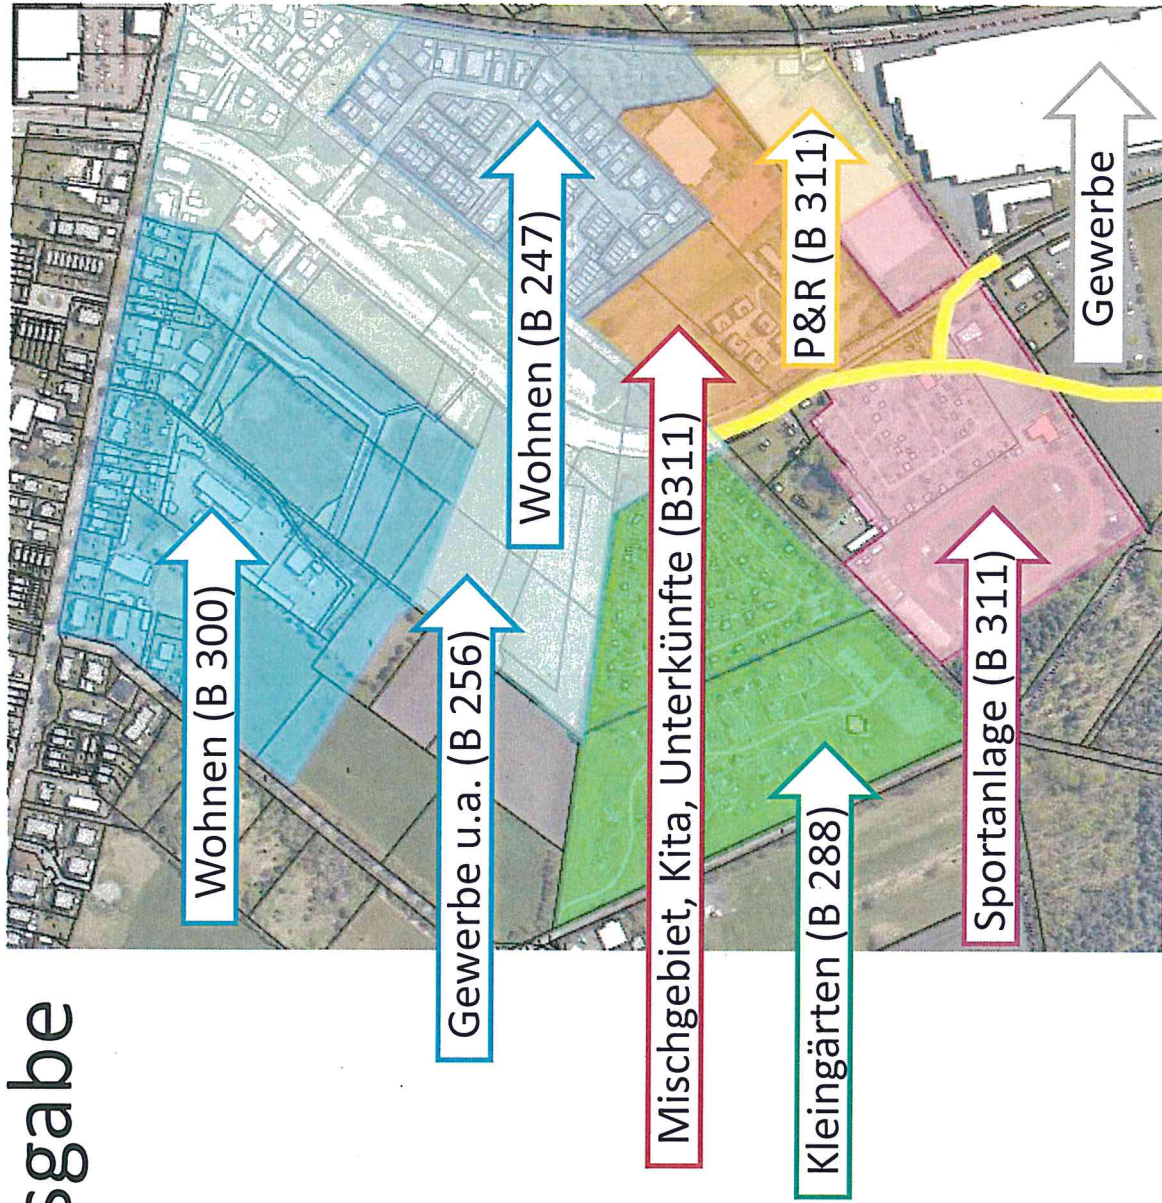 sgabe
Wohnen (B 300)
Gewerbe u.a. (B 256)
Wohnen (B 247)
Mischgebiet, Kita, Unterkünfte (B311)
P&R (B 311)
Kleingärten (B 288)
Sportanlage (B 311)
Gewerbe